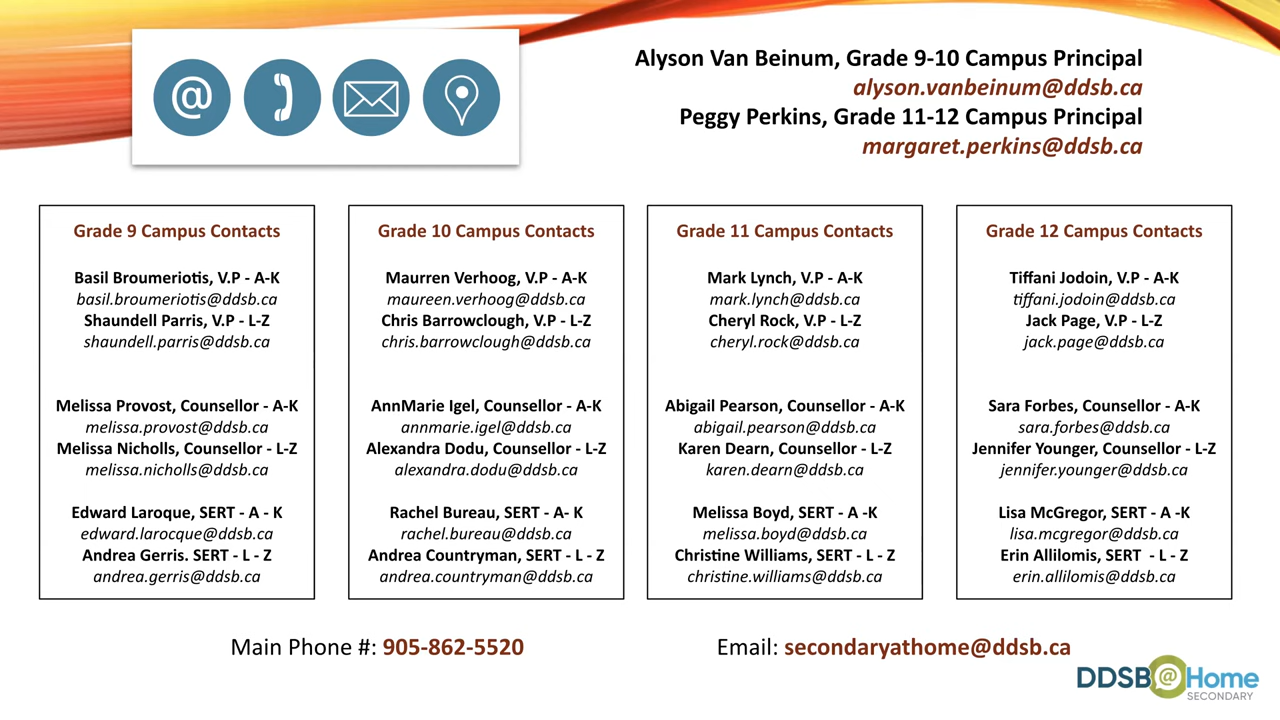 @
Alyson Van Beinum, Grade 9-10 Campus Principal
alyson.vanbeinum@ddsb.ca
Peggy Perkins, Grade 11-12 Campus Principal
margaret.perkins@ddsb.ca
Grade 9 Campus Contacts
Basil Broumeriotis, V.P - A-K
basil.broumeriotis@ddsb.ca
Shaundell Parris, V.P - L-Z
shaundell.parris@ddsb.ca
Melissa Provost, Counsellor - A-K
melissa.provost@ddsb.ca
Melissa Nicholls, Counsellor - L-Z
melissa.nicholls@ddsb.ca
Edward Laroque, SERT - A - K
edward.larocque@ddsb.ca
Andrea Gerris. SERT - L - Z
andrea.gerris@ddsb.ca
Grade 10 Campus Contacts
Maurren Verhoog, V.P - A-K
maureen.verhoog@ddsb.ca
Chris Barrowclough, V.P - L-Z
chris.barrowclough@ddsb.ca
AnnMarie Igel, Counsellor - A-K
annmarie.igel@ddsb.ca
Alexandra Dodu, Counsellor - L-Z
alexandra.dodu@ddsb.ca
Rachel Bureau, SERT - A- K
rachel.bureau@ddsb.ca
Andrea Countryman, SERT - L - Z
andrea.countryman@ddsb.ca
Grade 11 Campus Contacts
Mark Lynch, V.P - A-K
mark.lynch@ddsb.ca
Cheryl Rock, V.P - L-Z
cheryl.rock@ddsb.ca
Abigail Pearson, Counsellor - A-K
abigail.pearson@ddsb.ca
Karen Dearn, Counsellor - L-Z
karen.dearn@ddsb.ca
Melissa Boyd, SERT - A -K
melissa.boyd@ddsb.ca
Christine Williams, SERT - L - Z
christine.williams@ddsb.ca
Grade 12 Campus Contacts
Tiffani Jodoin, V.P - A-K
tiffani.jodoin@ddsb.ca
Jack Page, V.P - L-Z
jack.page@ddsb.ca
Sara Forbes, Counsellor - A-K
sara.forbes@ddsb.ca
Jennifer Younger, Counsellor - L-Z
jennifer.younger@ddsb.ca
Lisa McGregor, SERT - A -K
lisa.mcgregor@ddsb.ca
Erin Allilomis, SERT - L - Z
erin.allilomis@ddsb.ca
Main Phone #: 905-862-5520
Email: secondaryathome@ddsb.ca
DDSB@Home
SECONDARY